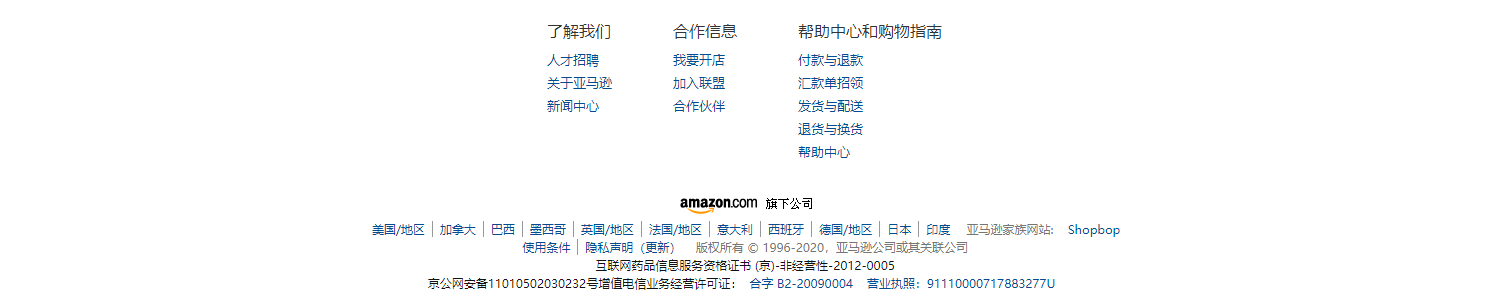 了解我们
人才招聘
关于亚马逊
新闻中心
合作信息
我要开店
加入联盟
合作伙伴
帮助中心和购物指南
付款与退款
汇款单招领
发货与配送
退货与换货
帮助中心
amazon.com 旗下公司
美国/地区 加拿大 巴西 墨西哥 英国/地区 法国/地区 意大利 西班牙 德国/地区 日本 印度 亚马逊家族网站: Shopbop
使用条件 隐私声明（更新） 版权所有 © 1996-2020，亚马逊公司或其关联公司
互联网药品信息服务资格证书 (京)-非经营性-2012-0005
京公网安备11010502030232号增值电信业务经营许可证： 合字 B2-20090004 营业执照：91110000717883277U